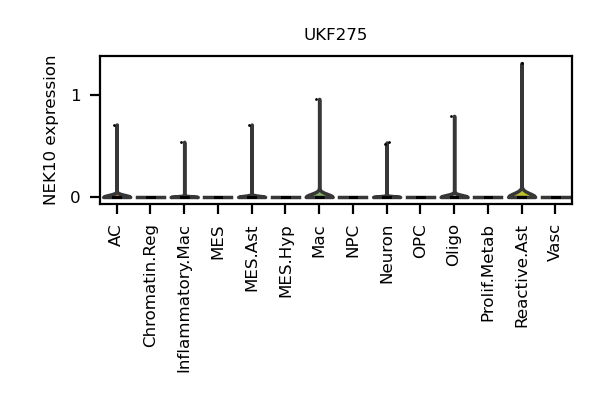 UKF275
NEK10 expression
1
0
AC
Chromatin.Reg
Inflammatory.Mac
MES
MES.Ast
MES.Hyp
Mac
NPC
Neuron
OPC
Oligo
Prolif.Metab
Reactive.Ast
Vasc